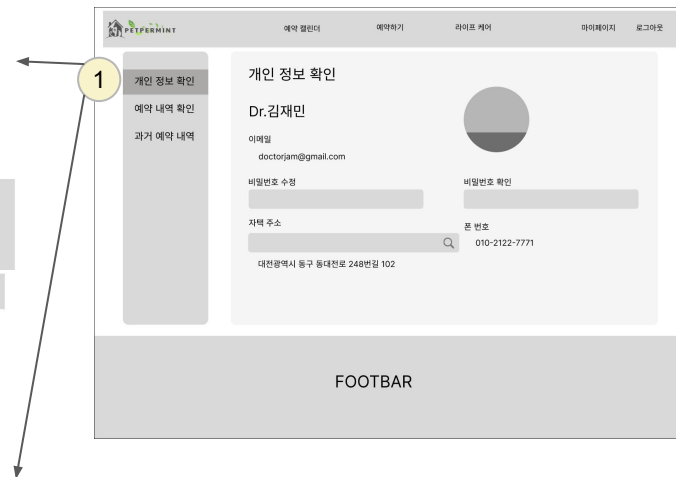 PETPERMINT
예약 캘린더
예약하기
라이프 케어
마이페이지
로그아웃
1
개인 정보 확인
예약 내역 확인
과거 예약 내역
개인 정보 확인
Dr.김재민
이메일
doctorjam@gmail.com
비밀번호 수정
비밀번호 확인
자택 주소
폰 번호
010-2122-7771
대전광역시 동구 동대전로 248번길 102
FOOTBAR